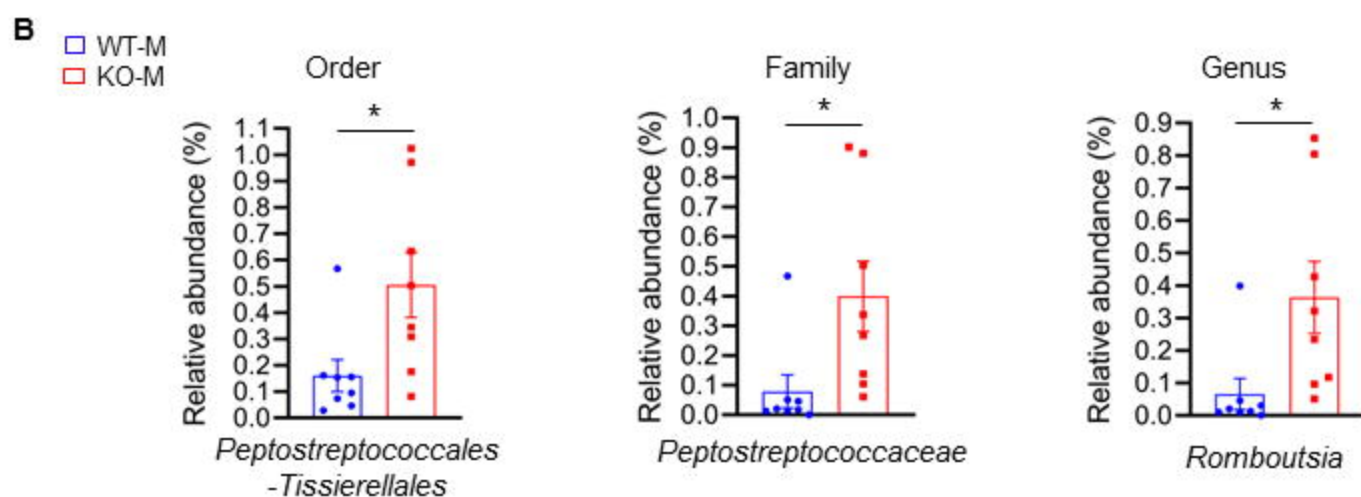 B
WT-M
KO-M
Order
*
Relative abundance (%)
1.1
1.0
0.9
0.8
0.7
0.6
0.5
0.4
0.3
0.2
0.1
0.0
Peptostreptococcales
-Tissierellales
Family
*
Relative abundance (%)
1.0
0.9
0.8
0.7
0.6
0.5
0.4
0.3
0.2
0.1
0.0
Peptostreptococcaceae
Genus
*
Relative abundance (%)
0.9
0.8
0.7
0.6
0.5
0.4
0.3
0.2
0.1
0.0
Romboutsia